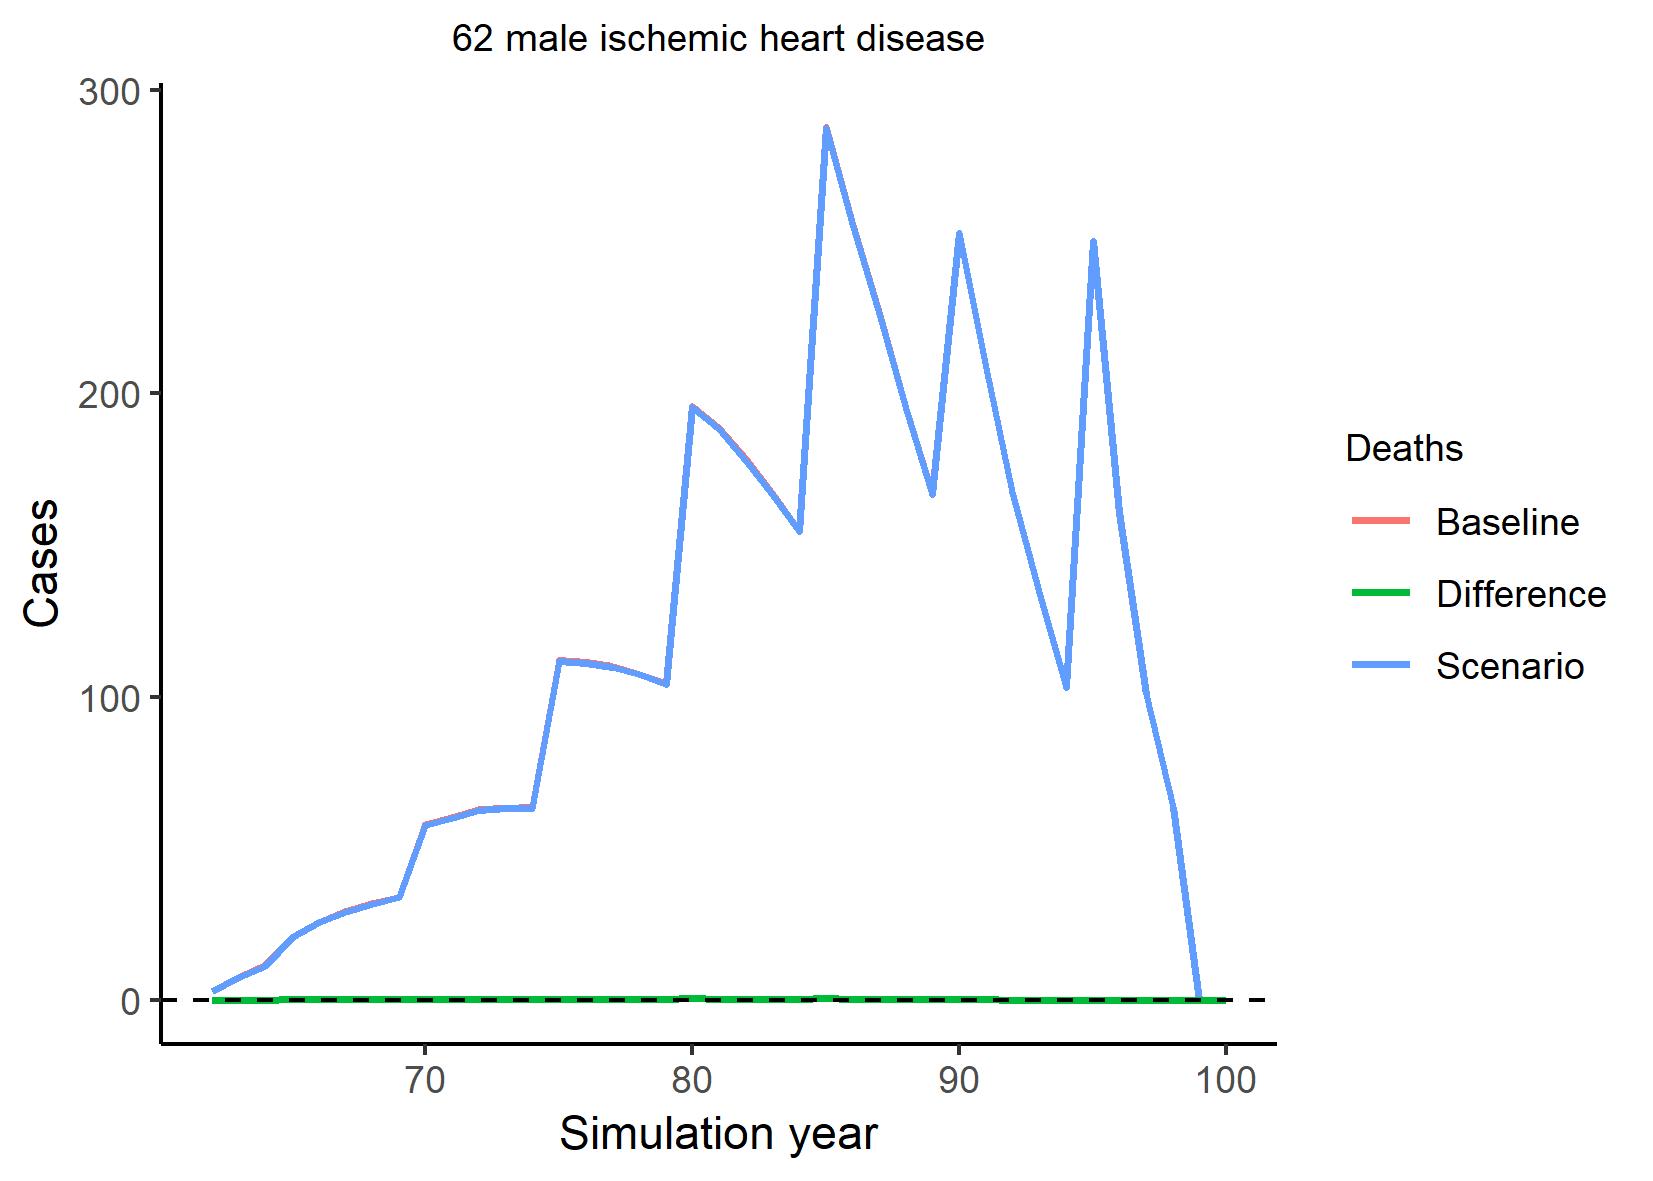 62 male ischemic heart disease
300
200
100
0
Cases
70 80 90 100
Simulation year
Deaths
Baseline
Difference
Scenario